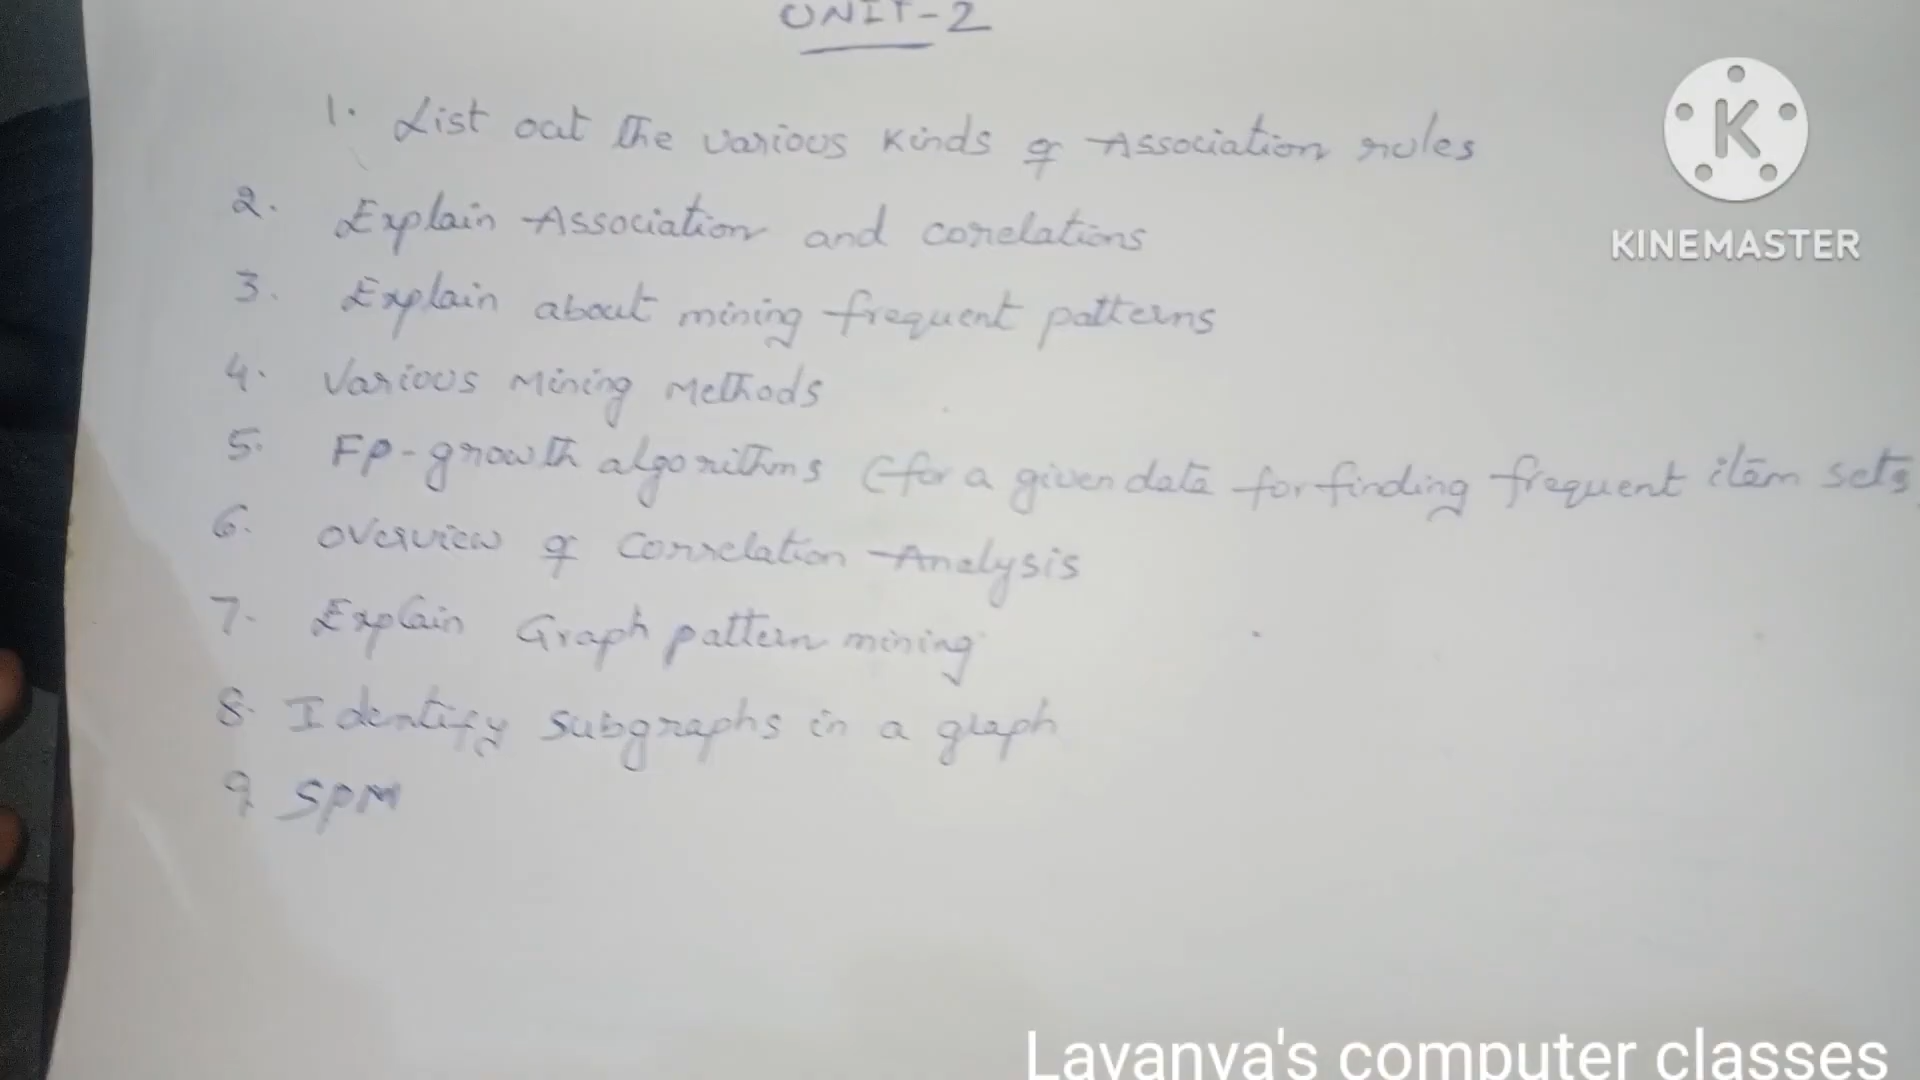 UNIT-2
1. List out the various kinds of Association rules
2. Explain Association and corelations
3. Explain about mining frequent patterns
4. Various Mining Methods
5. FP-growth algorithms (for a given data for finding frequent item sets
6. Overview of Correlation Analysis
7. Explain Graph pattern mining
8. Identify subgraphs in a graph
9 SPM
K
KINEMASTER
Lavanya's computer classes